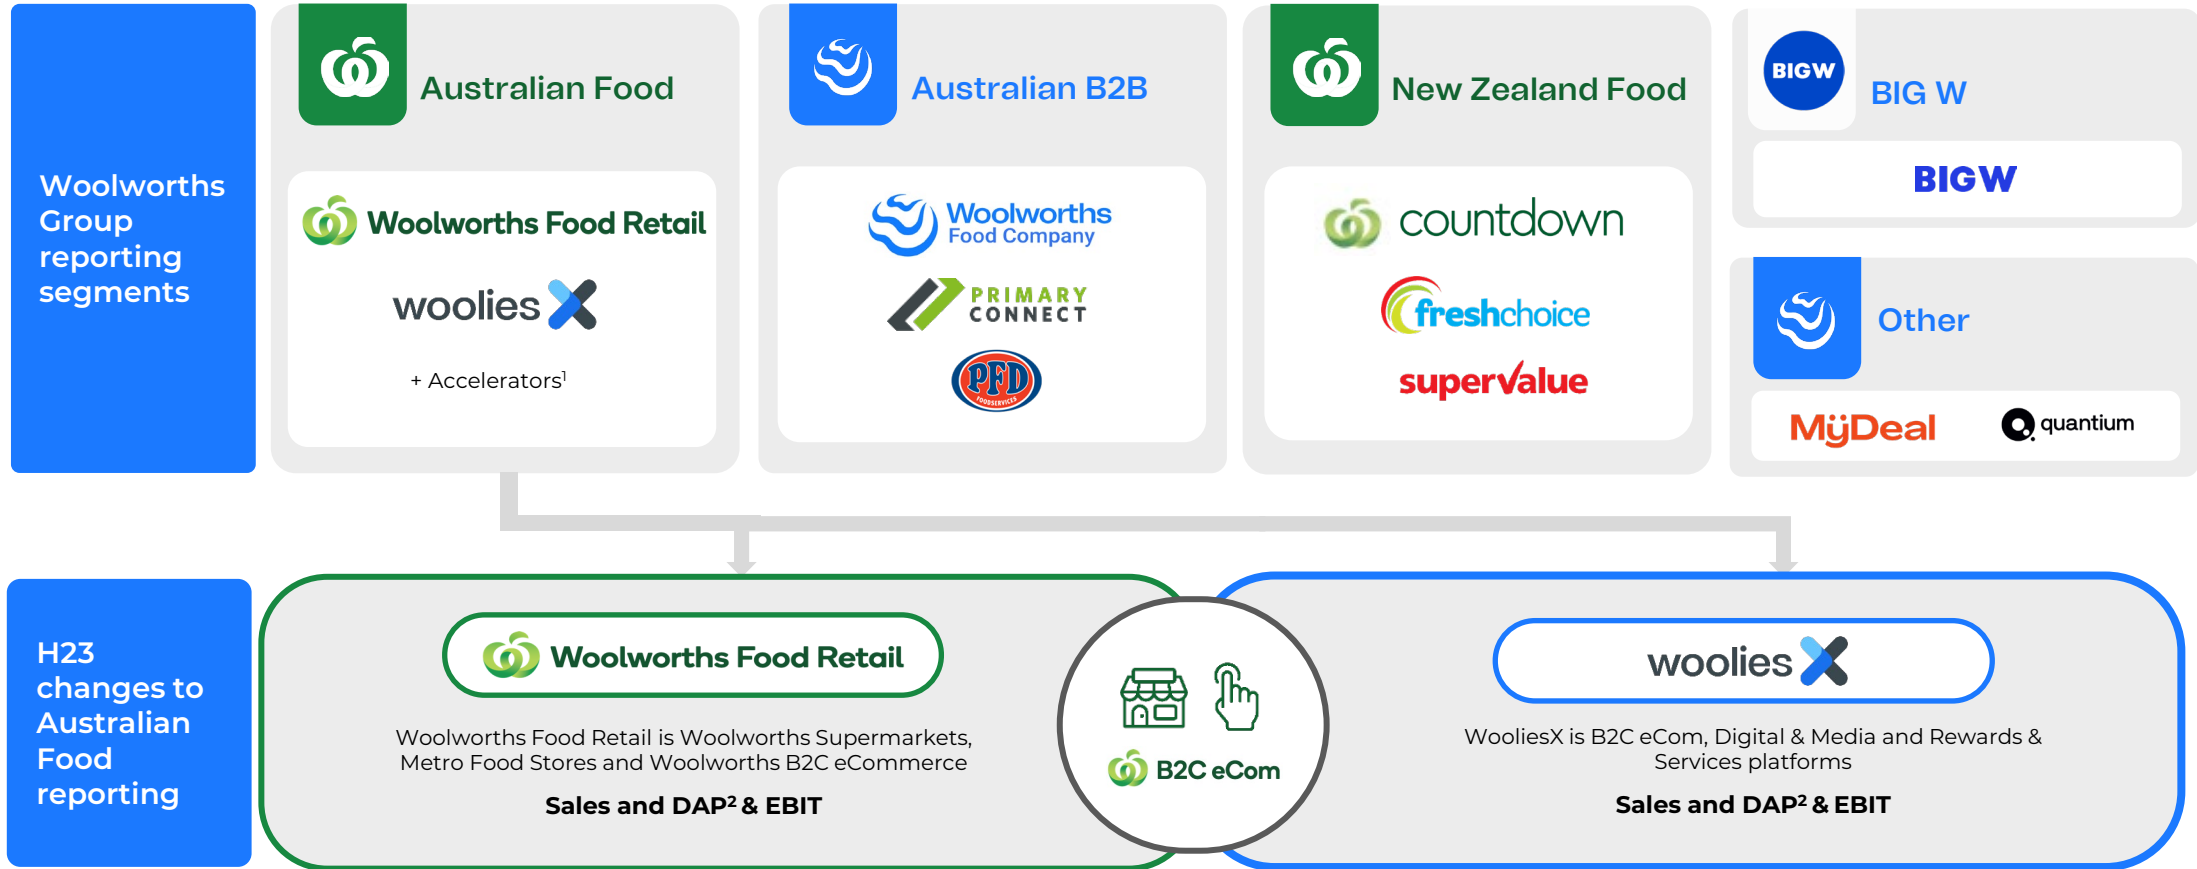 Woolworths
Group
reporting
segments
Australian Food
Woolworths Food Retail
woolies X
+ Accelerators¹
Australian B2B
Woolworths
Food Company
PRIMARY
CONNECT
PFD
FOODSERVICES
New Zealand Food
countdown
freshchoice
supervalue
BIGW
BIG W
BIGW
Other
MyDeal
quantium
H23
changes to
Australian
Food
reporting
Woolworths Food Retail
Woolworths Food Retail is Woolworths Supermarkets,
Metro Food Stores and Woolworths B2C eCommerce
Sales and DAP² & EBIT
B2C eCom
woolies X
WooliesX is B2C eCom, Digital & Media and Rewards &
Services platforms
Sales and DAP² & EBIT